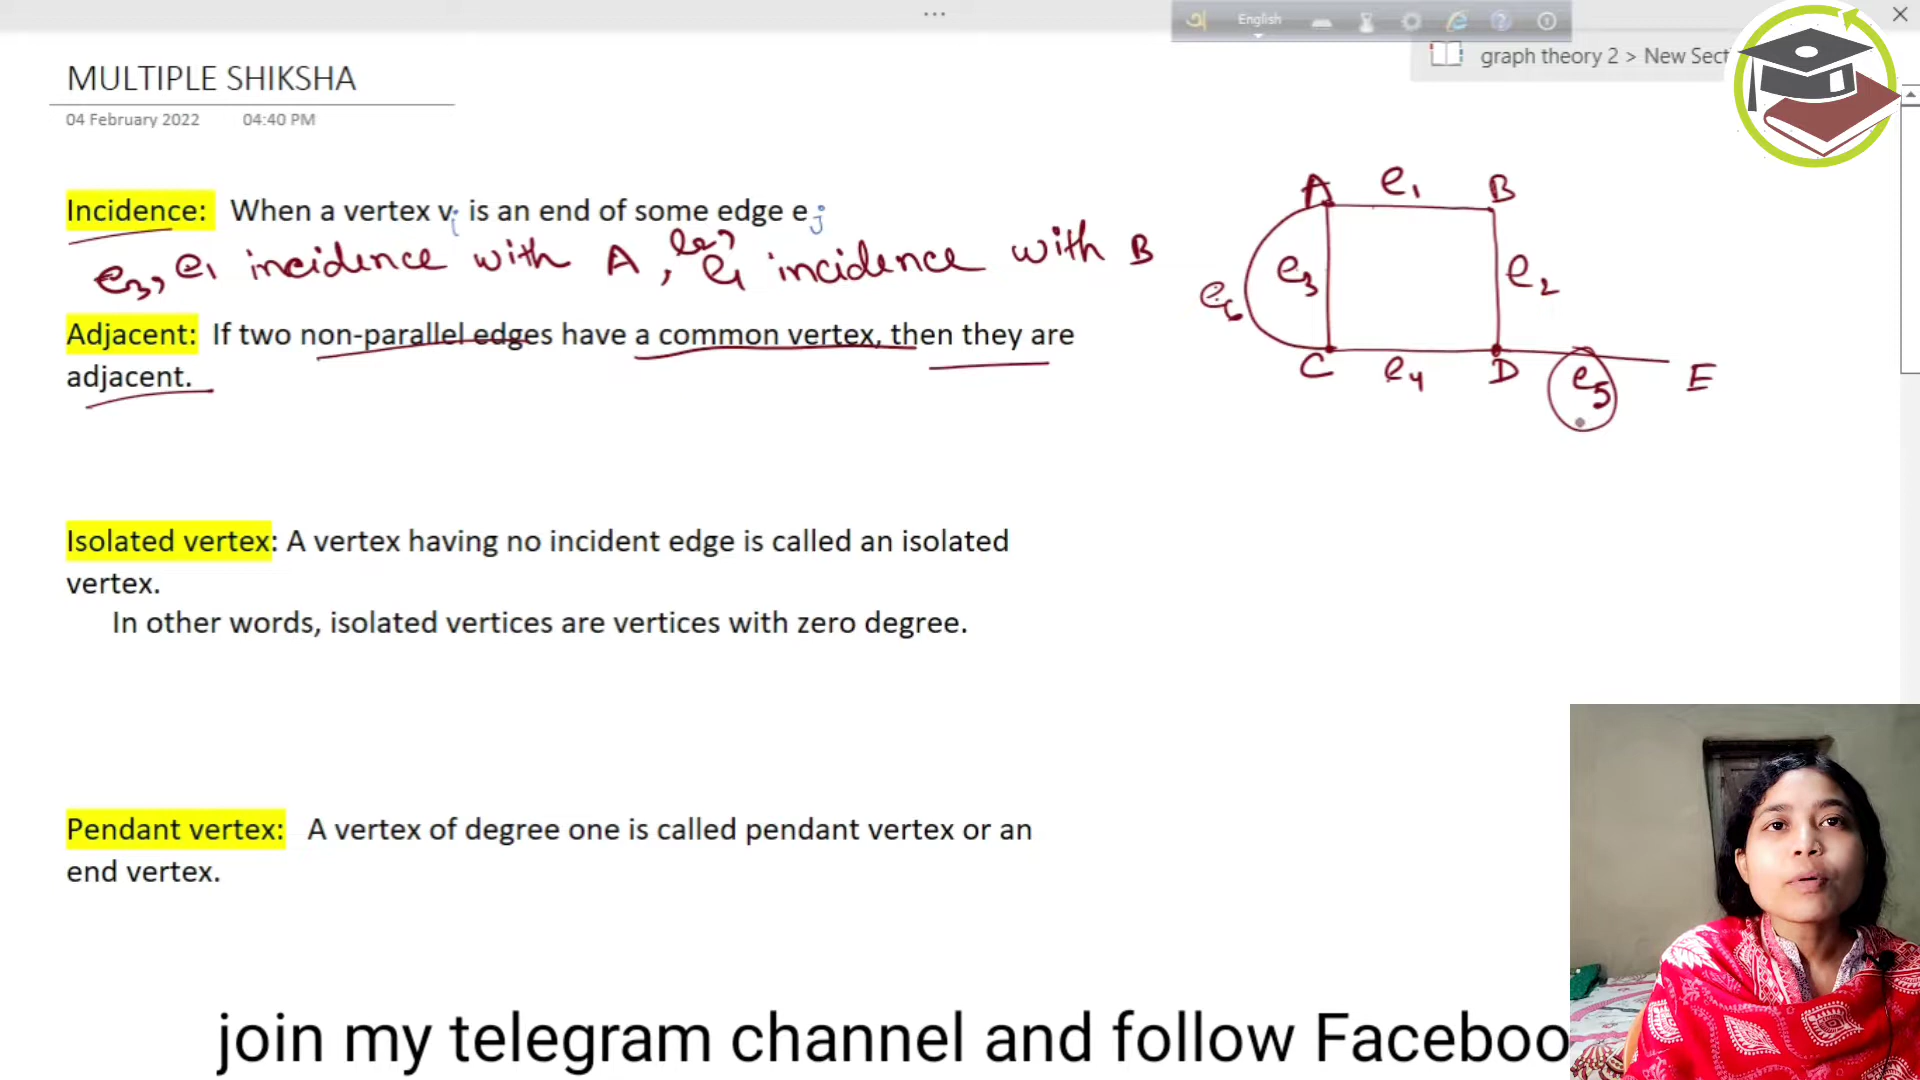 English
graph theory 2 > New Sect
MULTIPLE SHIKSHA
04 February 2022 04:40 PM
Incidence: When a vertex vi is an end of some edge ej
e3, e1 incidence with A, e1, e2 incidence with B
Adjacent: If two non-parallel edges have a common vertex, then they are
adjacent.
Isolated vertex: A vertex having no incident edge is called an isolated
vertex.
In other words, isolated vertices are vertices with zero degree.
Pendant vertex: A vertex of degree one is called pendant vertex or an
end vertex.
A e1 B
e6 e3 e2
C e4 D e5 E
join my telegram channel and follow Faceboo